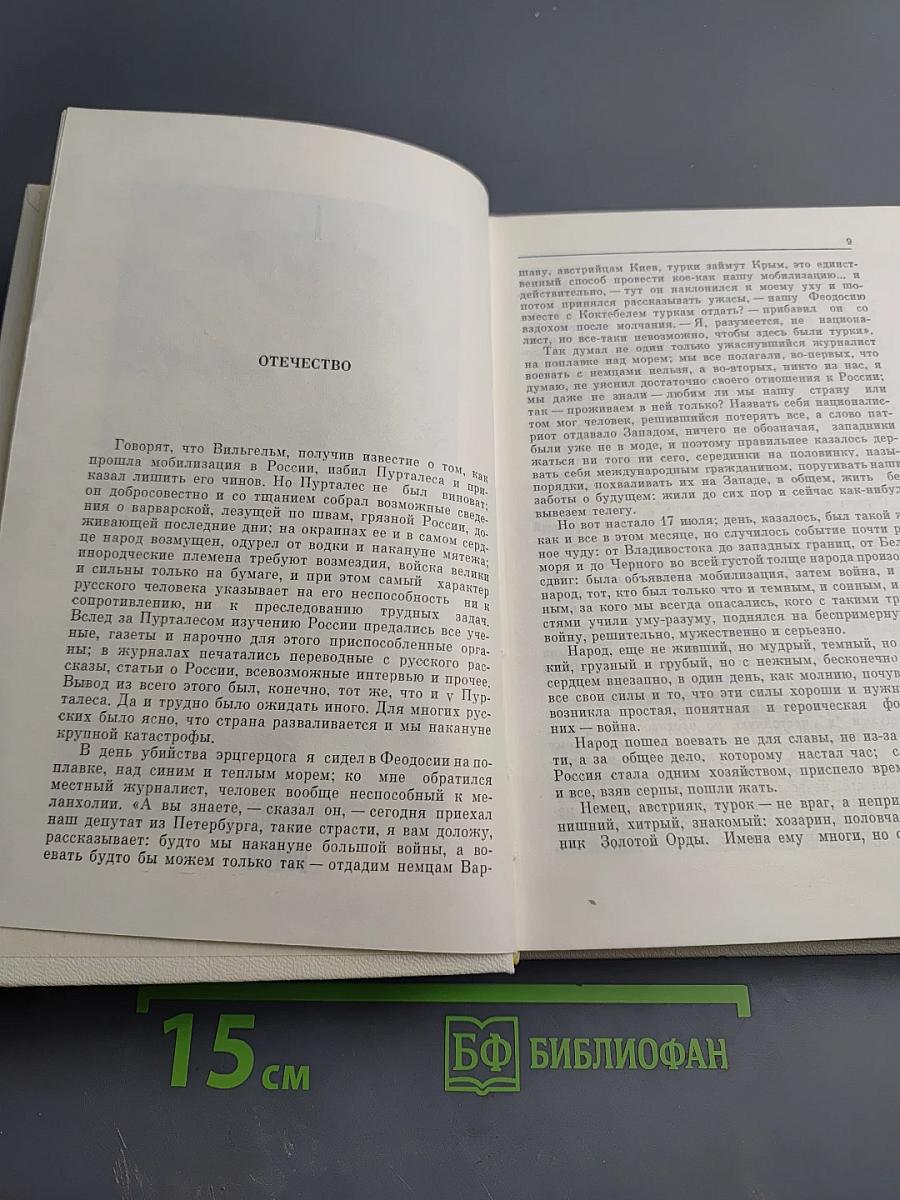 ОТЕЧЕСТВО
Говорят, что Вильгельм, получив известие о том, как
прошла мобилизация в России, избил Пурталеса и при-
казал лишить его чинов. Но Пурталес не был виноват;
он добросовестно и со тщанием собрал возможные сведе-
ния о варварской, лезущей по швам, грязной России, до-
живающей последние дни; на окраинах ее и в самом серд-
це народ возмущен, одурел от водки и накануне мятежа;
инородческие племена требуют возмездия, войска велики
и сильны только на бумаге, и при этом самый характер
русского человека указывает на его неспособность ни к
сопротивлению, ни к преследованию трудных задач.
Вслед за Пурталесом изучению России предались все уче-
ные, газеты и нарочно для этого приспособленные орга-
ны; в журналах печатались переводные с русского рас-
сказы, статьи о России, всевозможные интервью и прочее.
Вывод из всего этого был, конечно, тот же, что и у Пур-
талеса. Да и трудно было ожидать иного. Для многих рус-
ских было ясно, что страна разваливается и мы накануне
крупной катастрофы.
В день убийства эрцгерцога я сидел в Феодосии на по-
плавке, над синим и теплым морем; ко мне обратился
местный журналист, человек вообще неспособный к ме-
ланхолии. «А вы знаете, — сказал он, — сегодня приехал
наш депутат из Петербурга, такие страсти, я вам доложу,
рассказывает: будто мы накануне большой войны, а во-
евать будто бы можем только так — отдадим немцам Вар-
9
шаву, австрийцам Киев, турки займут Крым, это единст-
венный способ провести кое-как нашу мобилизацию... и
действительно, — тут он наклонился к моему уху и шо-
потом принялся рассказывать ужасы, — нашу Феодосию
вместе с Коктебелем туркам отдать? — прибавил он со
вздохом после молчания. — Я, разумеется, не национа-
лист, но все-таки невозможно, чтобы здесь были турки».
Так думал не один только ужаснувшийся журналист
на поплавке над морем; мы все полагали, во-первых, что
воевать с немцами нельзя, а во-вторых, никто из нас, я
думаю, не уяснил достаточно своего отношения к России;
мы даже не знали — любим ли мы нашу страну или
так — проживаем в ней только? Назвать себя националис-
том мог человек, решившийся потерять все, а слово пат-
риот отдавало Западом, ничего не обозначая, западники
были уже не в моде, и поэтому правильнее казалось дер-
жаться ни того ни сего, серединки на половинку, назы-
вать себя международным гражданином, поругивать наши
порядки, похваливать их на Западе, в общем, жить бе
заботы о будущем: жили до сих пор и сейчас как-нибуд
вывезем телегу.
Но вот настало 17 июля; день, казалось, был такой ж
как и все в этом месяце, но случилось событие почти р
ное чуду: от Владивостока до западных границ, от Бел
моря и до Черного во всей густой толще народа произо
сдвиг: была объявлена мобилизация, затем война, и
народ, тот, кто был только что и темным, и сонным, и
ным, за кого мы всегда опасались, кого с такими тр
стями учили уму-разуму, поднялся на беспримерну
войну, решительно, мужественно и серьезно.
Народ, еще не живший, но мудрый, темный, но
кий, грузный и грубый, но с нежным, бесконечно
сердцем внезапно, в один день, как молнию, почув
все свои силы и то, что эти силы хороши и нужн
возникла простая, понятная и героическая фо
них — война.
Народ пошел воевать не для славы, не из-за
ти, а за общее дело, которому настал час; с
Россия стала одним хозяйством, приспело врем
и все, взяв серпы, пошли жать.
Немец, австрияк, турок — не враг, а непри
нишний, хитрый, знакомый: хозарин, половча
ник Золотой Орды. Имена ему многи, но с
15 см
БФ БИБЛИОФАН